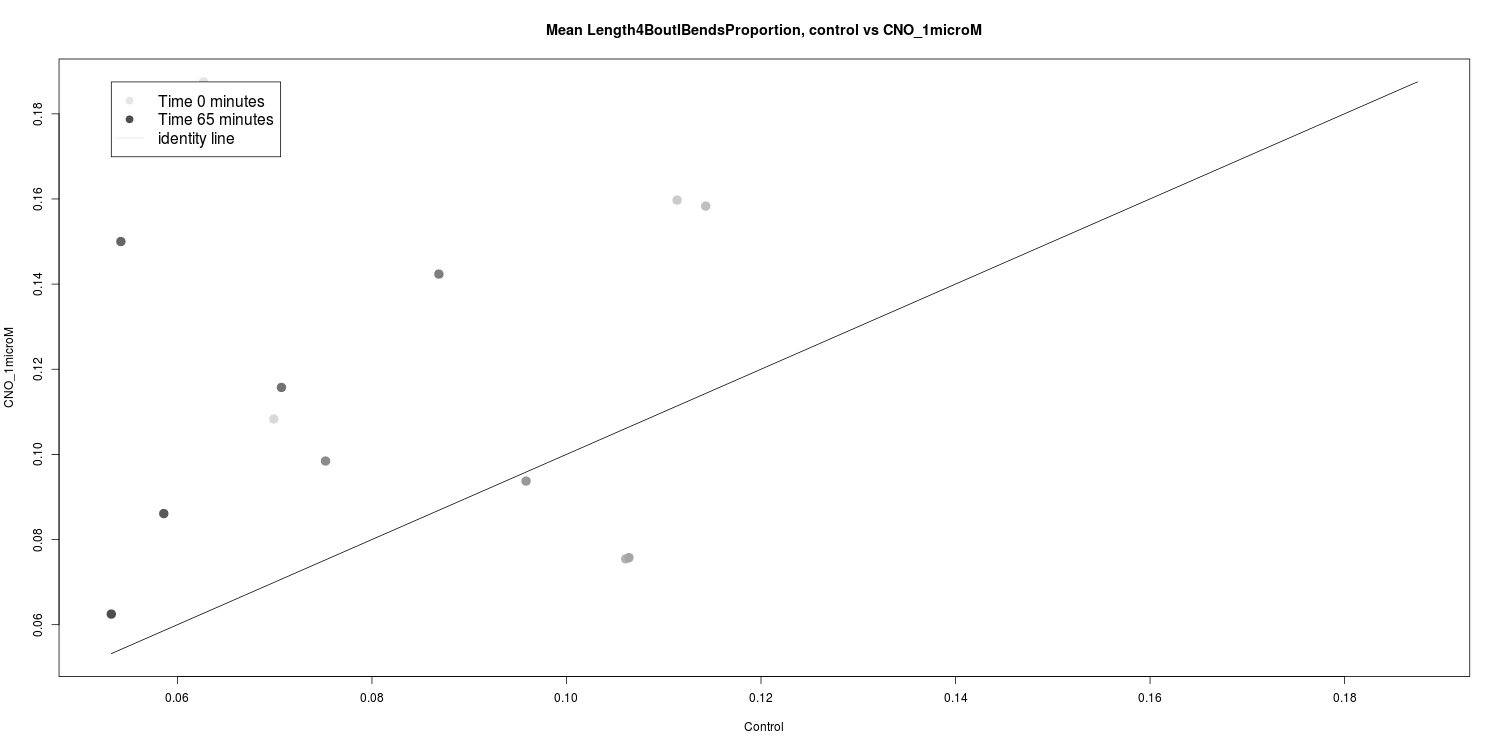 Mean Length4BoutIBendsProportion, control vs CNO_1microM
Time 0 minutes
Time 65 minutes
identity line
0.18
0.16
0.14
0.12
0.10
0.08
0.06
CNO_1microM
0.06 0.08 0.10 0.12 0.14 0.16 0.18
Control